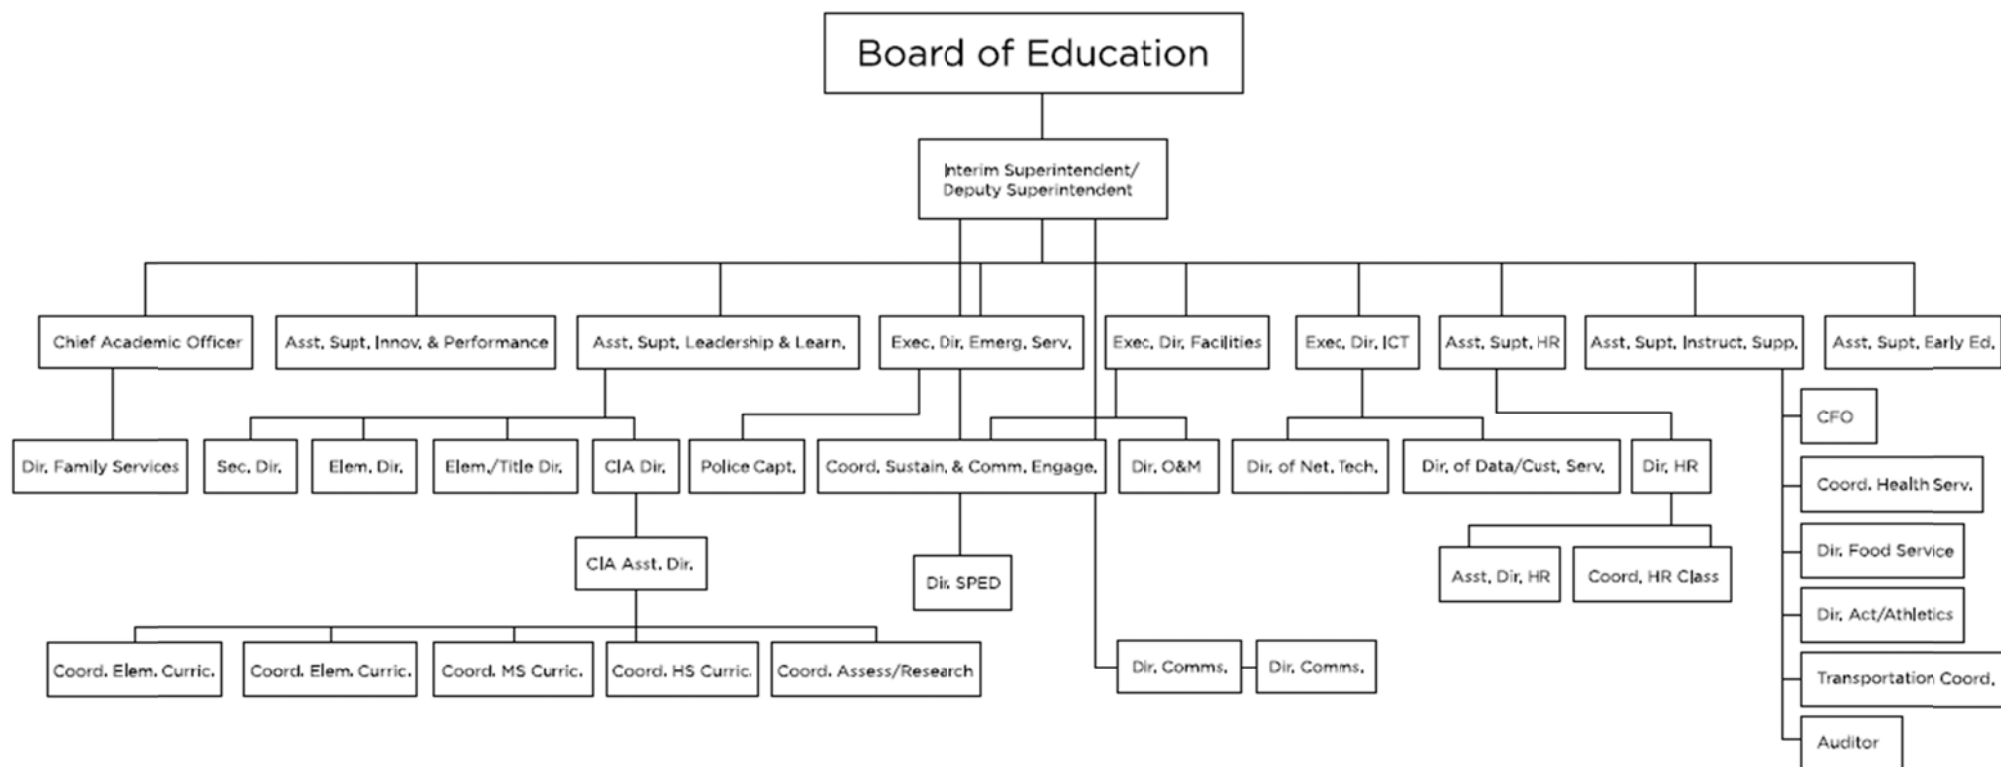 Board of Education
Interim Superintendent/
Deputy Superintendent
Chief Academic Officer
Asst. Supt. Innov. & Performance
Asst. Supt. Leadership & Learn.
Exec. Dir. Emerg. Serv.
Exec. Dir. Facilities
Exec. Dir. ICT
Asst. Supt. HR
Asst. Supt. Instruct. Supp.
Asst. Supt. Early Ed.
Dir. Family Services
Sec. Dir.
Elem. Dir.
Elem./Title Dir.
CIA Dir.
Police Capt.
Coord. Sustain. & Comm. Engage.
Dir. O&M
Dir. of Net. Tech.
Dir. of Data/Cust. Serv.
Dir. HR
CFO
Coord. Health Serv.
Dir. Food Service
Dir. Act/Athletics
Transportation Coord.
Auditor
CIA Asst. Dir.
Dir. SPED
Asst. Dir. HR
Coord. HR Class
Coord. Elem. Curric.
Coord. Elem. Curric.
Coord. MS Curric.
Coord. HS Curric.
Coord. Assess/Research
Dir. Comms.
Dir. Comms.